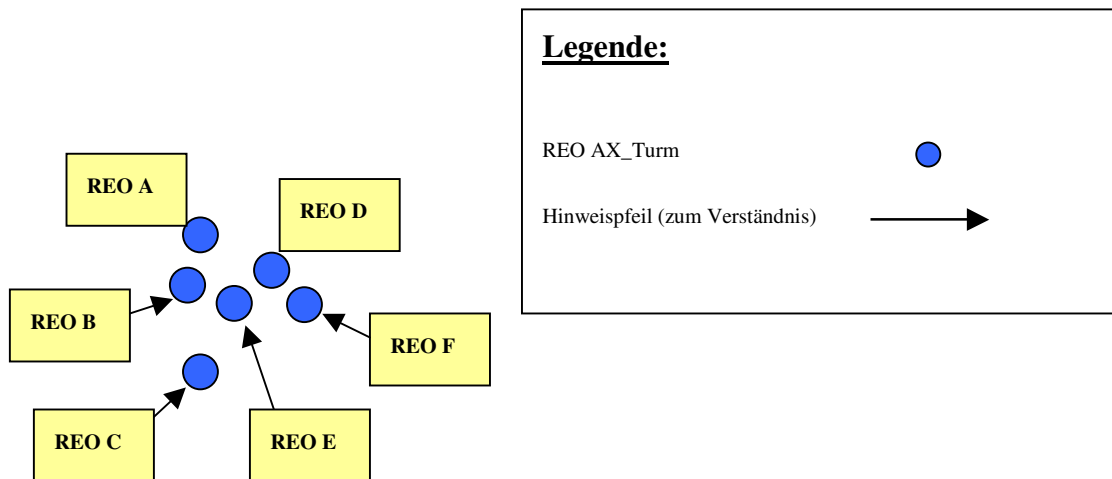 Legende:
REO AX_Turm
Hinweispfeil (zum Verständnis)
REO A
REO D
REO B
REO F
REO C
REO E